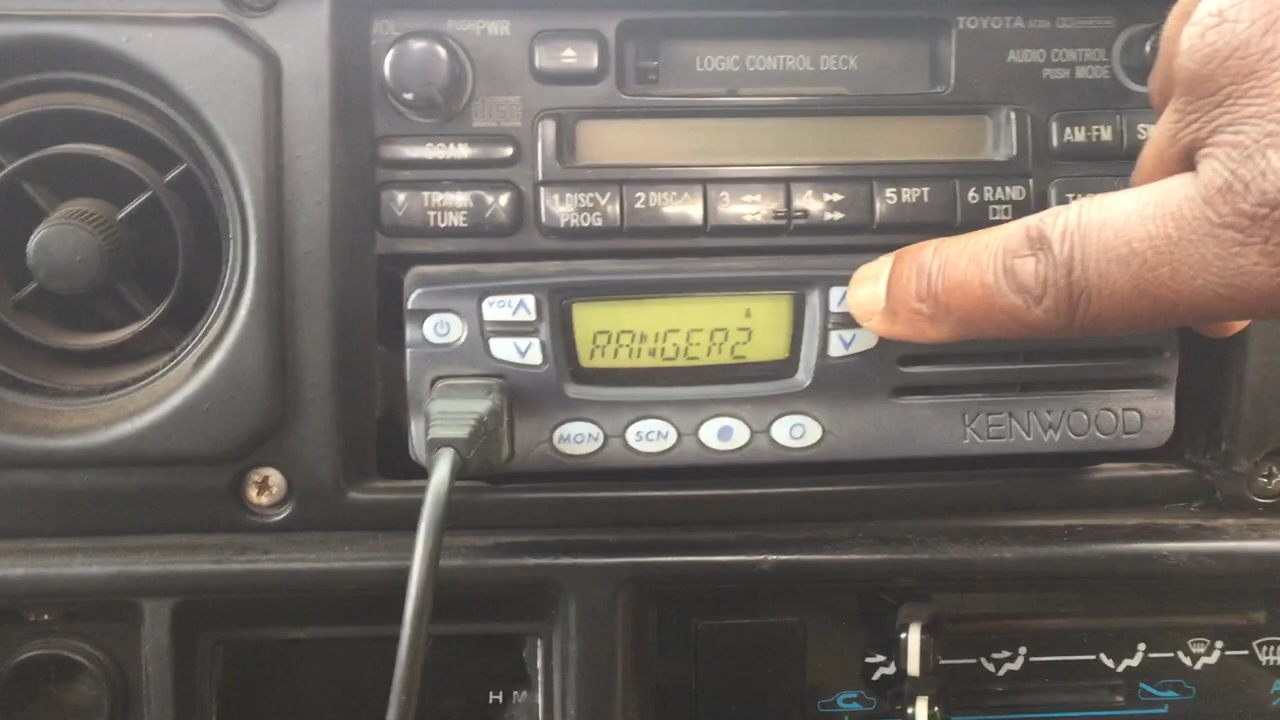 VOL
PUSH PWR
TOYOTA
LOGIC CONTROL DECK
AUDIO CONTROL
PUSH MODE
disc
SCAN
AM·FM
TRACK
TUNE
1 DISC
PROG
2 DISC
3
4
5 RPT
6 RAND
VOL
RANGER2
MON
SCN
KENWOOD
H M